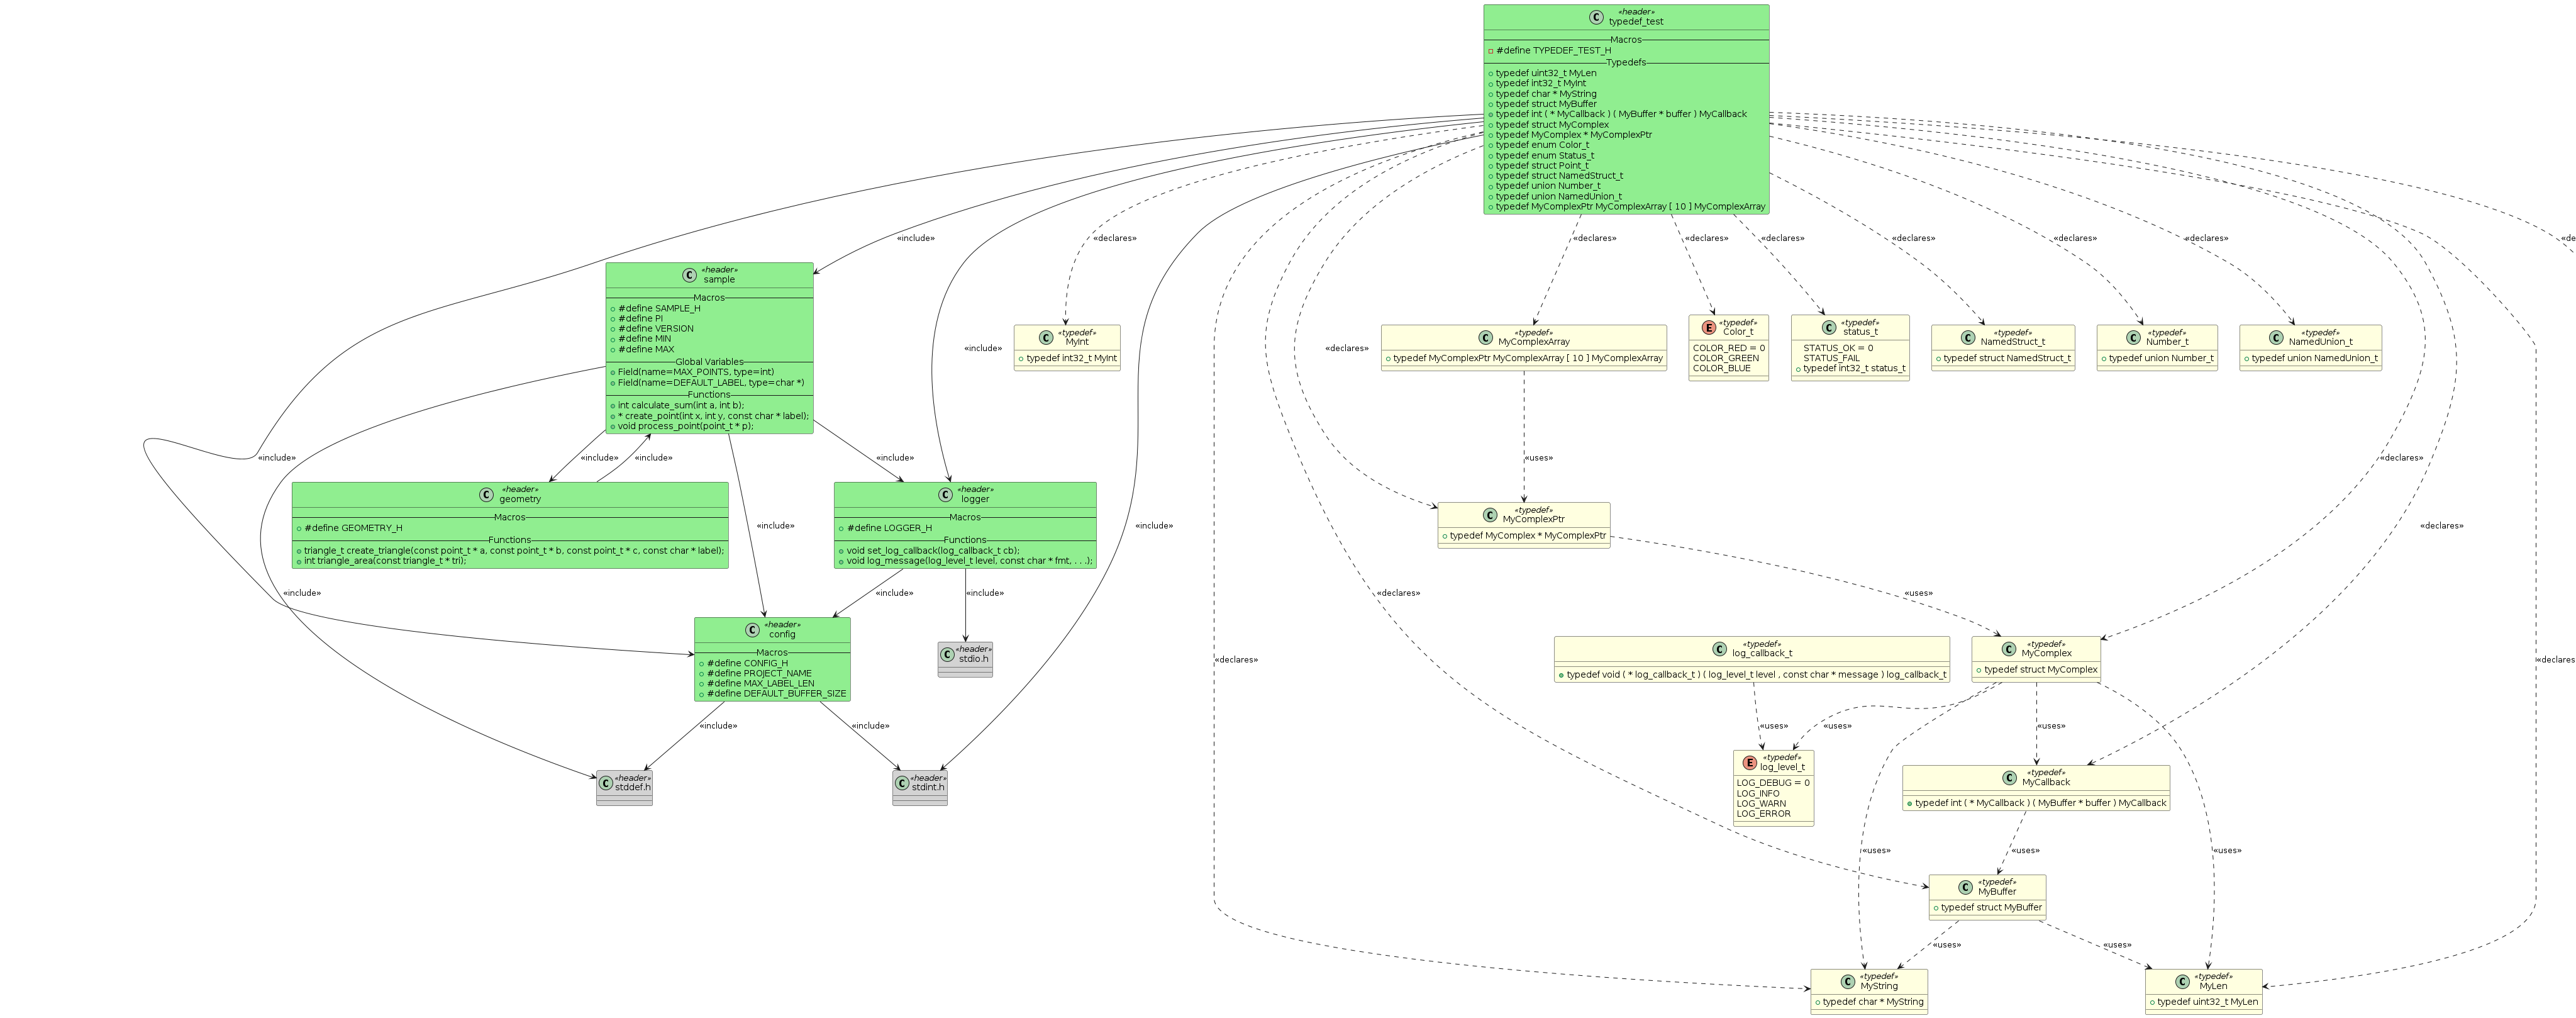 «header»
C typedef_test
Macros
#define TYPEDEF_TEST_H
Typedefs
typedef uint32_t MyLen
typedef int32_t MyInt
typedef char * MyString
typedef struct MyBuffer
typedef int ( * MyCallback ) ( MyBuffer * buffer ) MyCallback
typedef struct MyComplex
typedef MyComplex * MyComplexPtr
typedef enum Color_t
typedef enum Status_t
typedef struct Point_t
typedef struct NamedStruct_t
typedef union Number_t
typedef union NamedUnion_t
typedef MyComplexPtr MyComplexArray [ 10 ] MyComplexArray
«include»
«declares»
«declares»
«declares»
«declares»
«declares»
«declares»
«declares»
«de
«header»
C sample
Macros
#define SAMPLE_H
#define PI
#define VERSION
#define MIN
#define MAX
Global Variables
Field(name=MAX_POINTS, type=int)
Field(name=DEFAULT_LABEL, type=char *)
Functions
int calculate_sum(int a, int b);
* create_point(int x, int y, const char * label);
void process_point(point_t * p);
«include»
«declares»
«typedef»
C MyInt
typedef int32_t MyInt
«typedef»
C MyComplexArray
typedef MyComplexPtr MyComplexArray [ 10 ] MyComplexArray
«typedef»
E Color_t
COLOR_RED = 0
COLOR_GREEN
COLOR_BLUE
«typedef»
C status_t
STATUS_OK = 0
STATUS_FAIL
typedef int32_t status_t
«typedef»
C NamedStruct_t
typedef struct NamedStruct_t
«typedef»
C Number_t
typedef union Number_t
«typedef»
C NamedUnion_t
typedef union NamedUnion_t
«include»
«include»
«include»
«include»
«uses»
«declares»
«header»
C geometry
Macros
#define GEOMETRY_H
Functions
triangle_t create_triangle(const point_t * a, const point_t * b, const point_t * c, const char * label);
int triangle_area(const triangle_t * tri);
«include»
«header»
C logger
Macros
#define LOGGER_H
Functions
void set_log_callback(log_callback_t cb);
void log_message(log_level_t level, const char * fmt, . . .);
«include»
«typedef»
C MyComplexPtr
typedef MyComplex * MyComplexPtr
«declares»
«include»
«include»
«include»
«declares»
«uses»
«header»
C config
Macros
#define CONFIG_H
#define PROJECT_NAME
#define MAX_LABEL_LEN
#define DEFAULT_BUFFER_SIZE
«header»
C stdio.h
«declares»
«typedef»
C log_callback_t
typedef void ( * log_callback_t ) ( log_level_t level , const char * message ) log_callback_t
«typedef»
C MyComplex
typedef struct MyComplex
«declares
«include»
«include»
«uses»
«uses»
«uses»
«header»
C stddef.h
«header»
C stdint.h
«typedef»
E log_level_t
LOG_DEBUG = 0
LOG_INFO
LOG_WARN
LOG_ERROR
«typedef»
C MyCallback
typedef int ( * MyCallback ) ( MyBuffer * buffer ) MyCallback
«uses»
«uses»
«uses»
«typedef»
C MyBuffer
typedef struct MyBuffer
«uses»
«uses»
«typedef»
C MyString
typedef char * MyString
«typedef»
C MyLen
typedef uint32_t MyLen